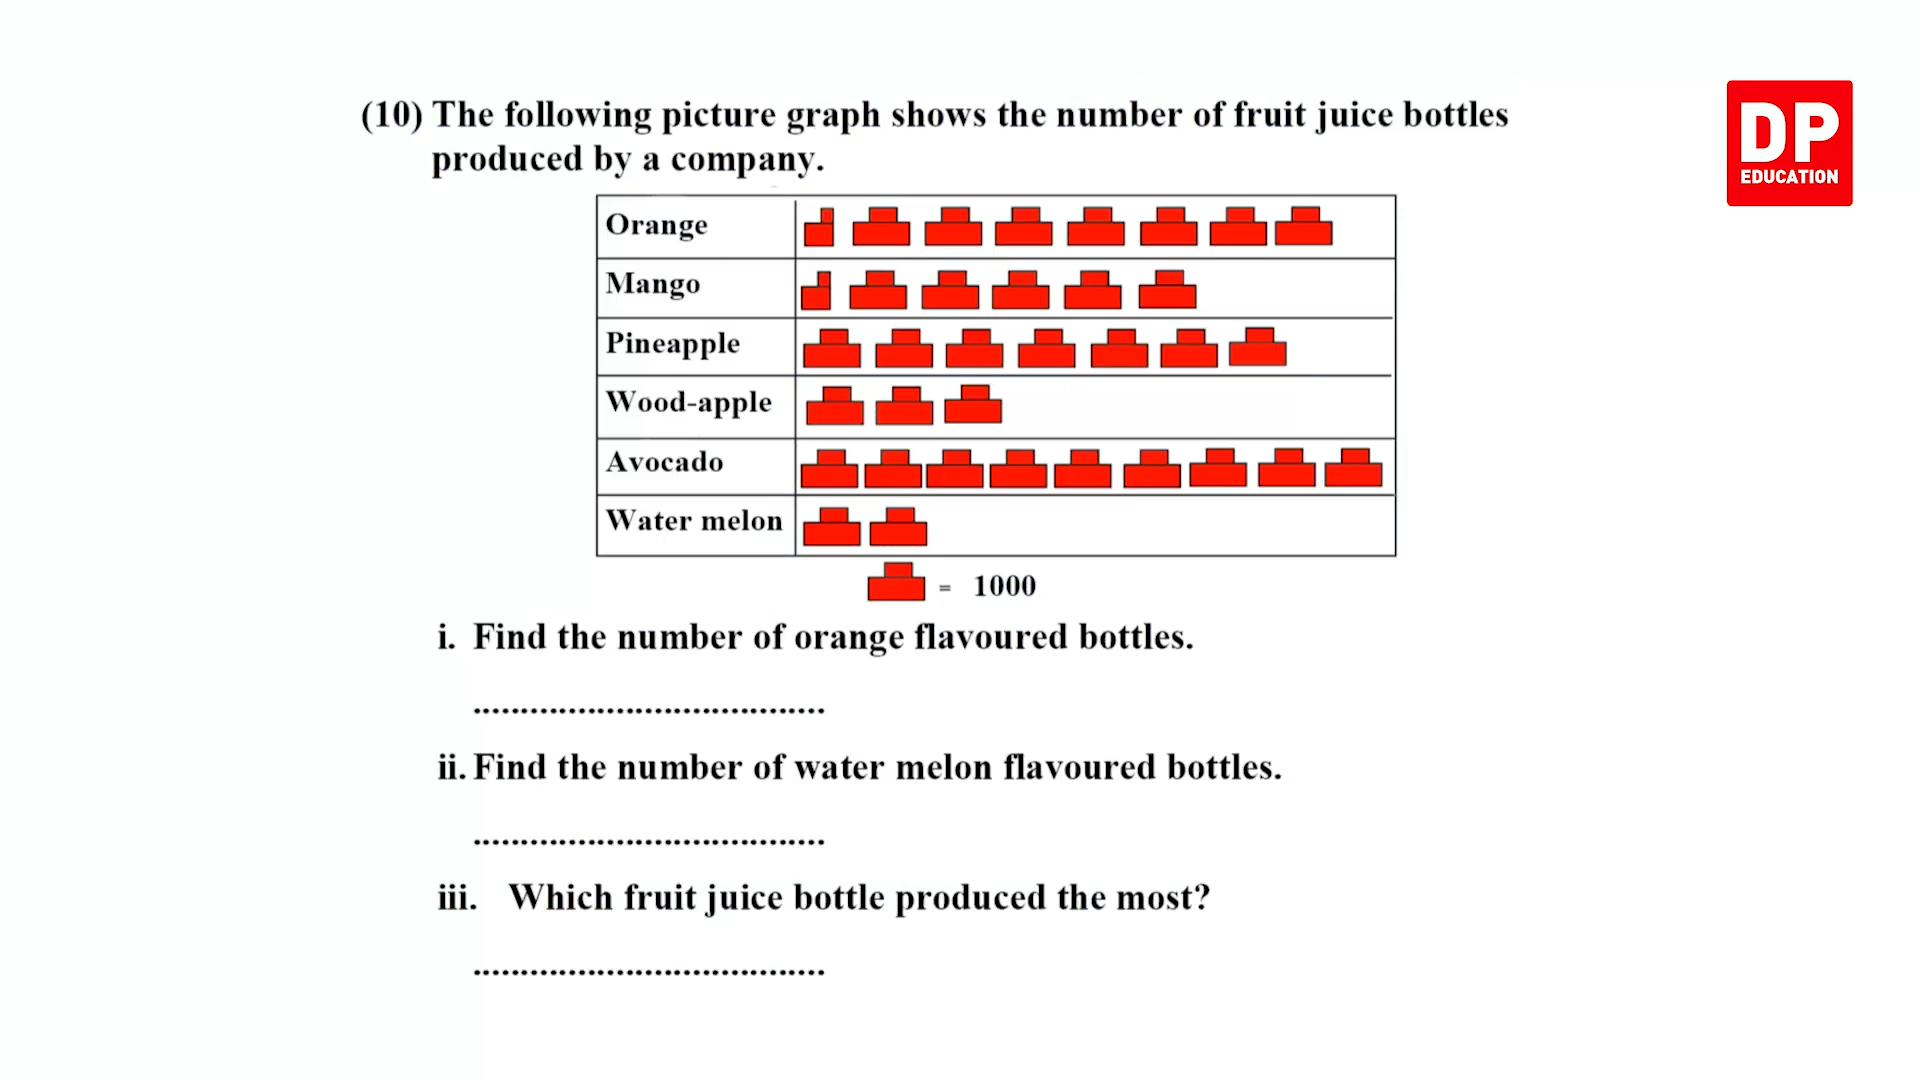 (10) The following picture graph shows the number of fruit juice bottles
produced by a company.
DP
EDUCATION
Orange
Mango
Pineapple
Wood-apple
Avocado
Water melon
= 1000
i. Find the number of orange flavoured bottles.
....................................
ii. Find the number of water melon flavoured bottles.
....................................
iii. Which fruit juice bottle produced the most?
....................................